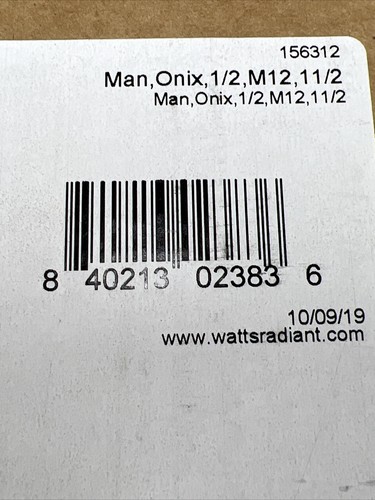 156312
Man,Onix,1/2,M12,11/2
Man,Onix,1/2,M12,11/2
8 40213 02383 6
10/09/19
www.wattsradiant.com